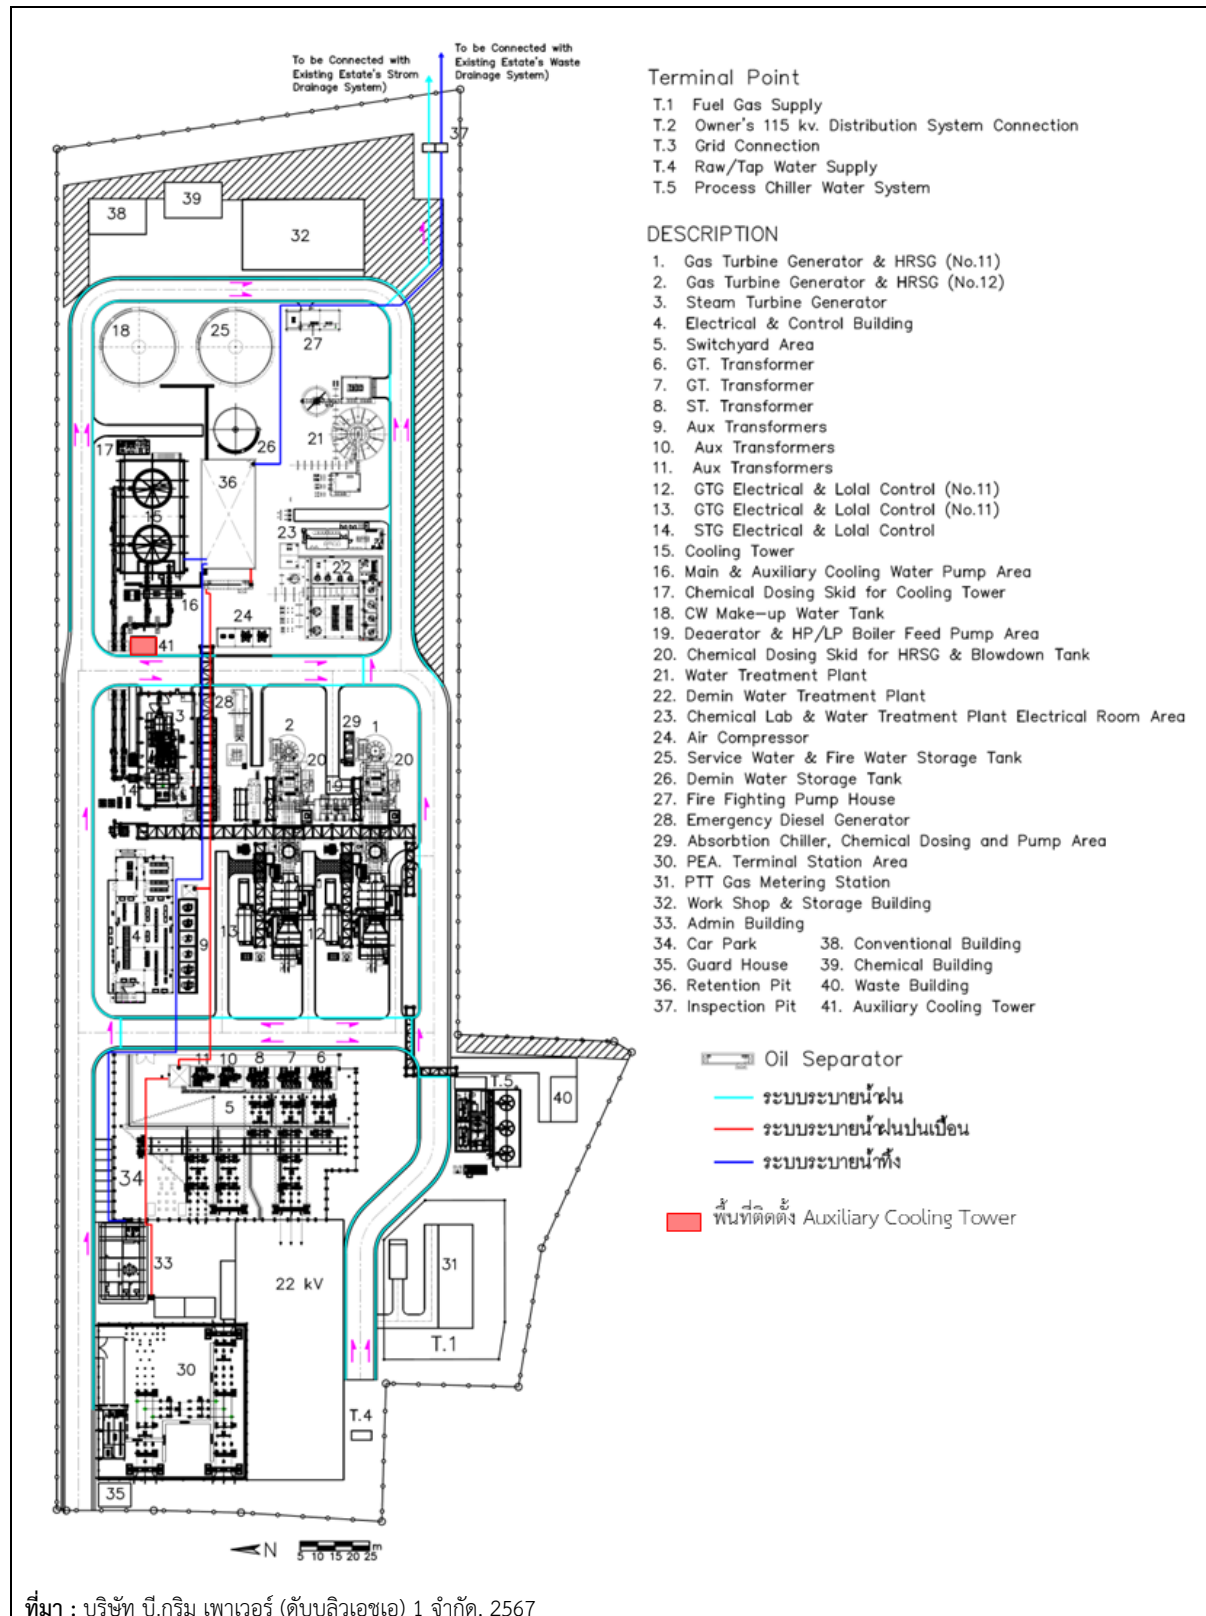 To be Connected with
Existing Estate's Strom
Drainage System)
To be Connected with
Existing Estate's Waste
Drainage System)
37
39
38
32
18
25
27
26
21
17
36
15
23
22
16
24
41
3
28
2
29
1
20
20
19
14
13
12
4
9
11
10
8
7
6
5
T.5
40
34
33
22 kV
31
T.1
30
T.4
35
N
5 10 15 20 25 m
Terminal Point
T.1 Fuel Gas Supply
T.2 Owner's 115 kv. Distribution System Connection
T.3 Grid Connection
T.4 Raw/Tap Water Supply
T.5 Process Chiller Water System
DESCRIPTION
1. Gas Turbine Generator & HRSG (No.11)
2. Gas Turbine Generator & HRSG (No.12)
3. Steam Turbine Generator
4. Electrical & Control Building
5. Switchyard Area
6. GT. Transformer
7. GT. Transformer
8. ST. Transformer
9. Aux Transformers
10. Aux Transformers
11. Aux Transformers
12. GTG Electrical & Lolal Control (No.11)
13. GTG Electrical & Lolal Control (No.11)
14. STG Electrical & Lolal Control
15. Cooling Tower
16. Main & Auxiliary Cooling Water Pump Area
17. Chemical Dosing Skid for Cooling Tower
18. CW Make-up Water Tank
19. Deaerator & HP/LP Boiler Feed Pump Area
20. Chemical Dosing Skid for HRSG & Blowdown Tank
21. Water Treatment Plant
22. Demin Water Treatment Plant
23. Chemical Lab & Water Treatment Plant Electrical Room Area
24. Air Compressor
25. Service Water & Fire Water Storage Tank
26. Demin Water Storage Tank
27. Fire Fighting Pump House
28. Emergency Diesel Generator
29. Absorbtion Chiller, Chemical Dosing and Pump Area
30. PEA. Terminal Station Area
31. PTT Gas Metering Station
32. Work Shop & Storage Building
33. Admin Building
34. Car Park 38. Conventional Building
35. Guard House 39. Chemical Building
36. Retention Pit 40. Waste Building
37. Inspection Pit 41. Auxiliary Cooling Tower
Oil Separator
ระบบระบายน้ำฝน
ระบบระบายน้ำฝนปนเปื้อน
ระบบระบายน้ำทิ้ง
พื้นที่ติดตั้ง Auxiliary Cooling Tower
ที่มา : บริษัท บี.กริม เพาเวอร์ (ดับบลิวเอชเอ) 1 จำกัด, 2567